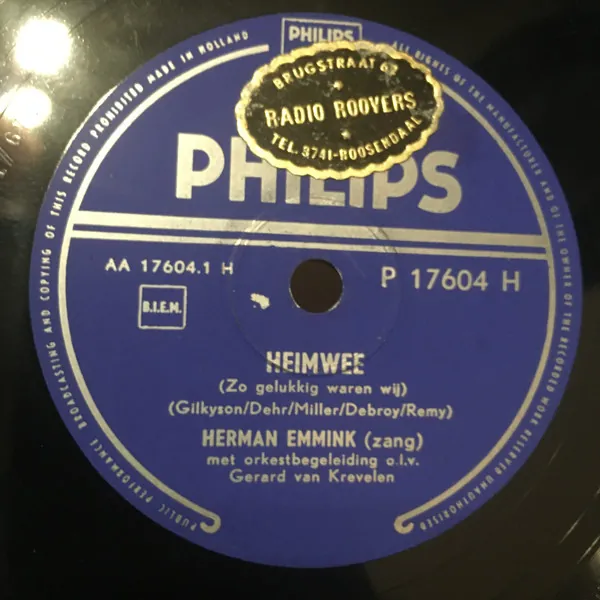 PHILIPS
MADE IN HOLLAND
ALL RIGHTS OF THE MANUFACTURER AND OF THE OWNER OF THE RECORDED WORK RESERVED UNAUTHORISED
PUBLIC PERFORMANCE BROADCASTING AND COPYING OF THIS RECORD PROHIBITED
BRUGSTRAAT 67
RADIO ROOVERS
TEL. 3741-ROOSENDAAL
PHILIPS
AA 17604.1 H
P 17604 H
B.I.E.M.
HEIMWEE
(Zo gelukkig waren wij)
(Gilkyson/Dehr/Miller/Debroy/Remy)
HERMAN EMMINK (zang)
met orkestbegeleiding o.l.v.
Gerard van Krevelen